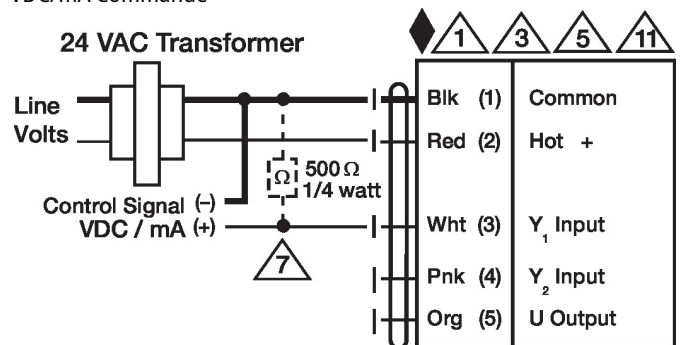 VDC/mA Commande
1 3 5 11
24 VAC Transformer
Line Volts
Blk (1) Common
Red (2) Hot +
Ω 500 Ω
1/4 watt
Control Signal (-)
VDC / mA (+)
Wht (3) Y1 Input
7
Pnk (4) Y2 Input
Org (5) U Output